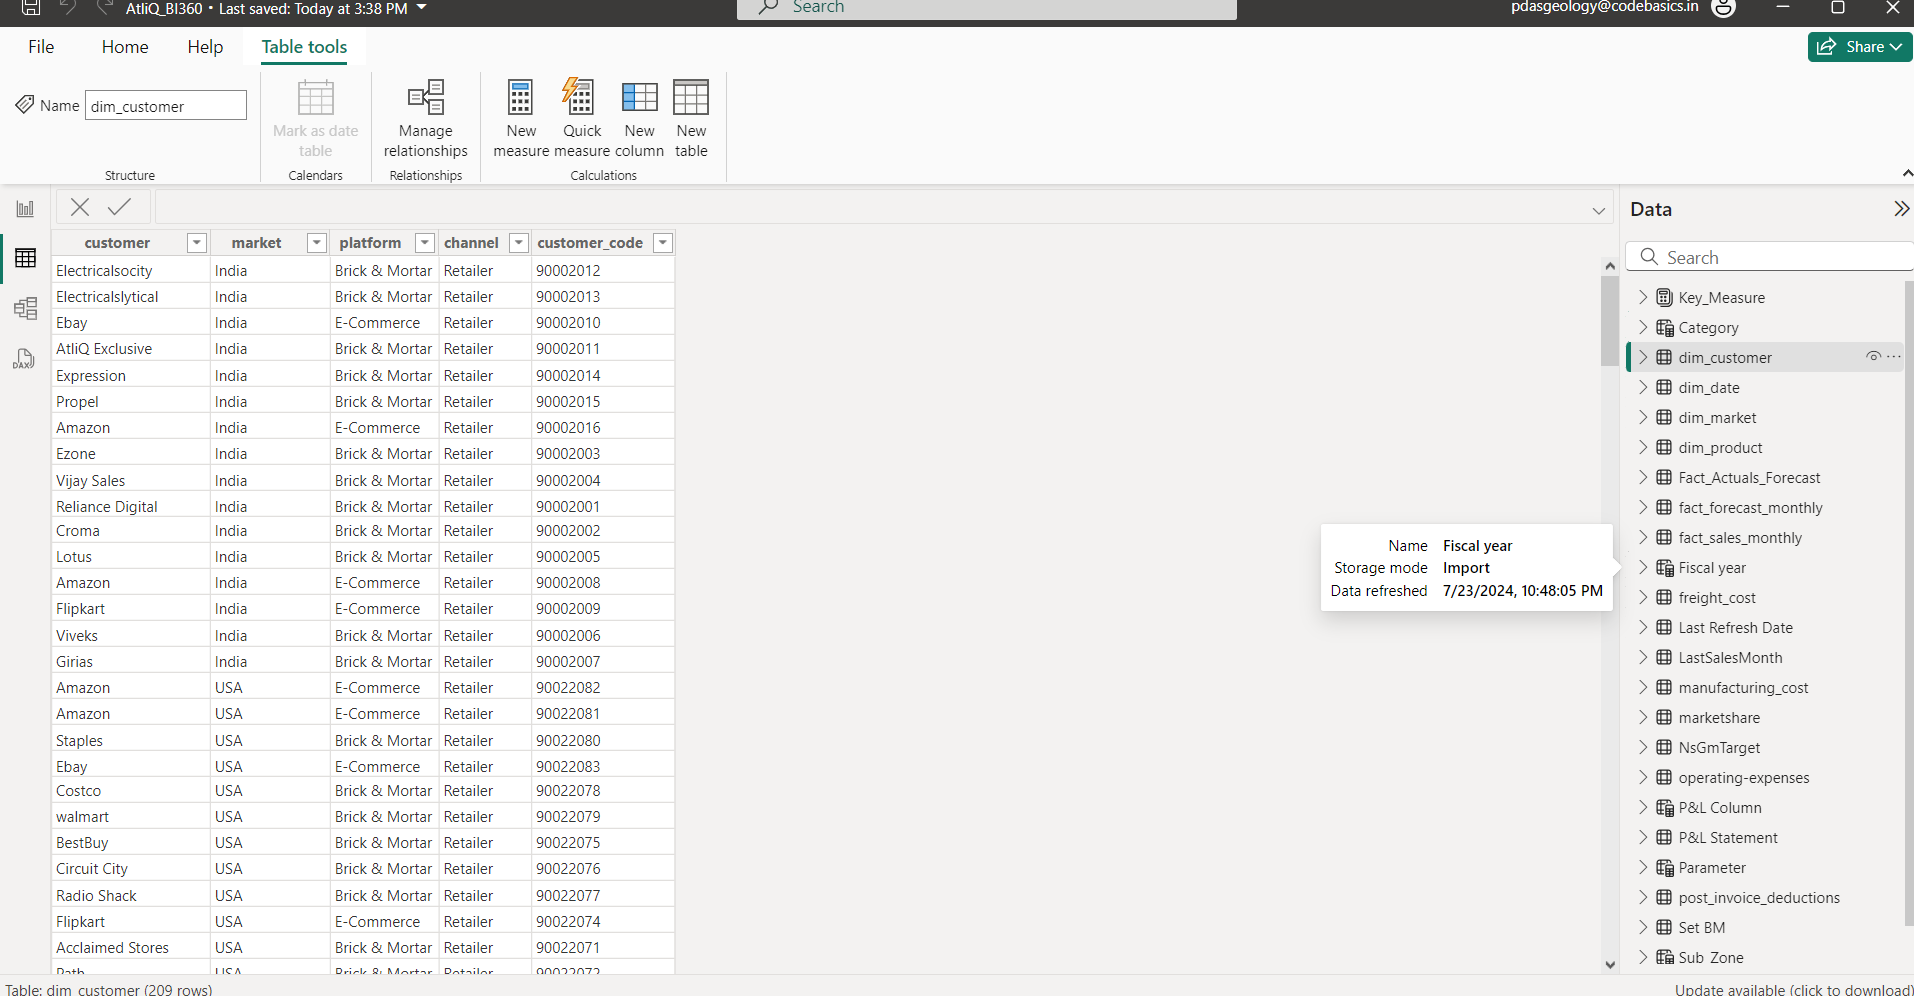 AtliQ_BI360 • Last saved: Today at 3:38 PM
Search
pdasgeology@codebasics.in
File Home Help Table tools
Share
Name dim_customer
Mark as date table
Manage relationships
New measure
Quick measure
New column
New table
Structure
Calendars
Relationships
Calculations
DAX
customer market platform channel customer_code
Electricalsocity India Brick & Mortar Retailer 90002012
Electricalslytical India Brick & Mortar Retailer 90002013
Ebay India E-Commerce Retailer 90002010
AtliQ Exclusive India Brick & Mortar Retailer 90002011
Expression India Brick & Mortar Retailer 90002014
Propel India Brick & Mortar Retailer 90002015
Amazon India E-Commerce Retailer 90002016
Ezone India Brick & Mortar Retailer 90002003
Vijay Sales India Brick & Mortar Retailer 90002004
Reliance Digital India Brick & Mortar Retailer 90002001
Croma India Brick & Mortar Retailer 90002002
Lotus India Brick & Mortar Retailer 90002005
Amazon India E-Commerce Retailer 90002008
Flipkart India E-Commerce Retailer 90002009
Viveks India Brick & Mortar Retailer 90002006
Girias India Brick & Mortar Retailer 90002007
Amazon USA E-Commerce Retailer 90022082
Amazon USA E-Commerce Retailer 90022081
Staples USA Brick & Mortar Retailer 90022080
Ebay USA E-Commerce Retailer 90022083
Costco USA Brick & Mortar Retailer 90022078
walmart USA Brick & Mortar Retailer 90022079
BestBuy USA Brick & Mortar Retailer 90022075
Circuit City USA Brick & Mortar Retailer 90022076
Radio Shack USA Brick & Mortar Retailer 90022077
Flipkart USA E-Commerce Retailer 90022074
Acclaimed Stores USA Brick & Mortar Retailer 90022071
Path USA Brick & Mortar Retailer 90022072
Name Fiscal year
Storage mode Import
Data refreshed 7/23/2024, 10:48:05 PM
Data
Search
Key_Measure
Category
dim_customer
dim_date
dim_market
dim_product
Fact_Actuals_Forecast
fact_forecast_monthly
fact_sales_monthly
Fiscal year
freight_cost
Last Refresh Date
LastSalesMonth
manufacturing_cost
marketshare
NsGmTarget
operating-expenses
P&L Column
P&L Statement
Parameter
post_invoice_deductions
Set BM
Sub Zone
Table: dim_customer (209 rows)
Update available (click to download)